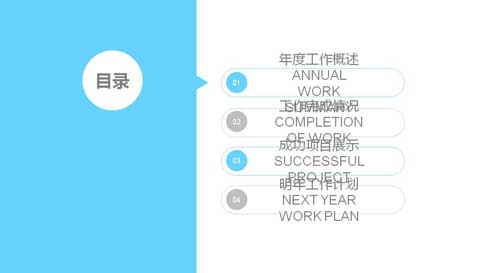 目录
01
年度工作概述
ANNUAL
WORK
02
工作完成情况
COMPLETION
OF WORK
03
成功项目展示
SUCCESSFUL
PROJECT
04
明年工作计划
NEXT YEAR
WORK PLAN